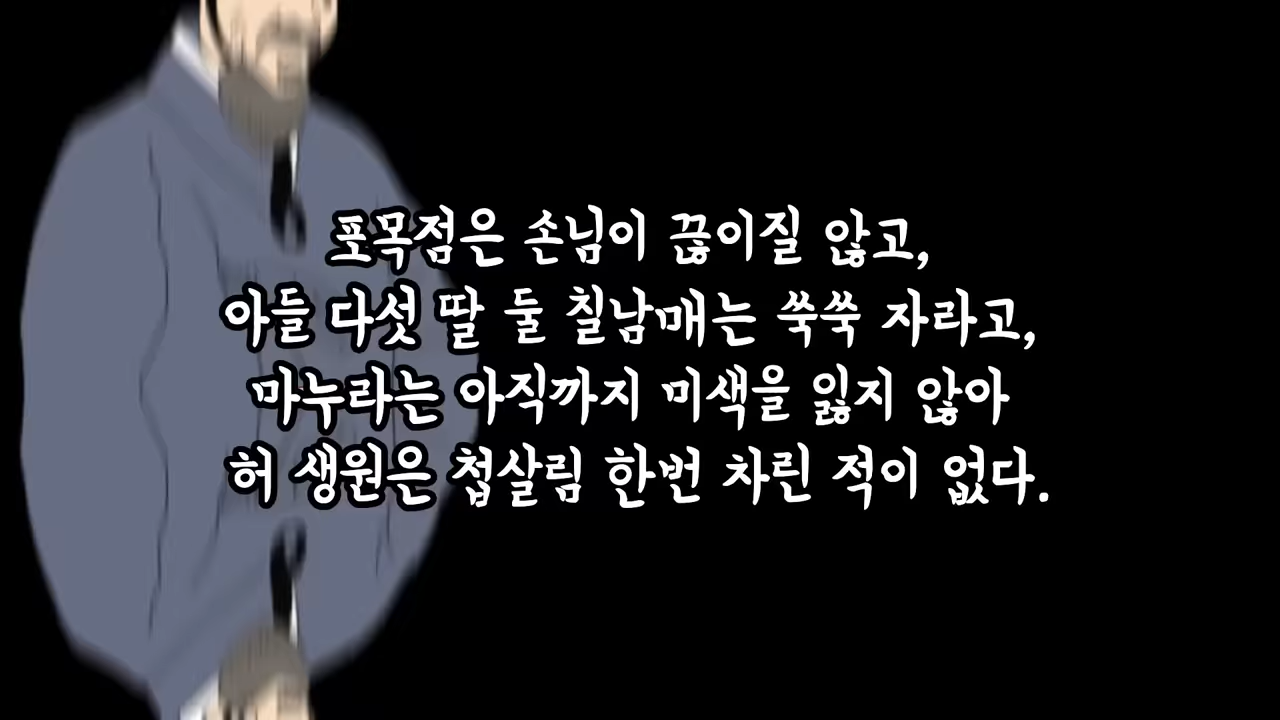 포목점은 손님이 끊이질 않고,
아들 다섯 딸 둘 칠남매는 쑥쑥 자라고,
마누라는 아직까지 미색을 잃지 않아
허 생원은 첩살림 한번 차린 적이 없다.